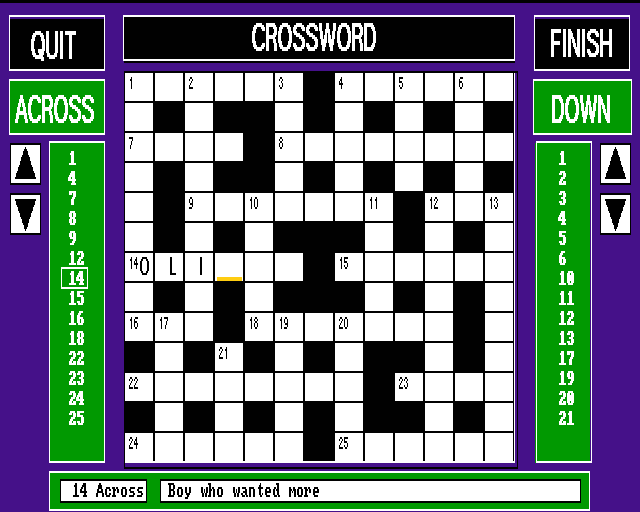 QUIT
CROSSWORD
FINISH
ACROSS
DOWN
1 2 3 4 5 6
7 8
9 10 11 12 13
14 O L I 15
16 17 18 19 20
21
22 23
24 25
1
4
7
8
9
12
14
15
16
18
22
23
24
25
1
2
3
4
5
6
10
11
12
13
17
19
20
21
14 Across
Boy who wanted more